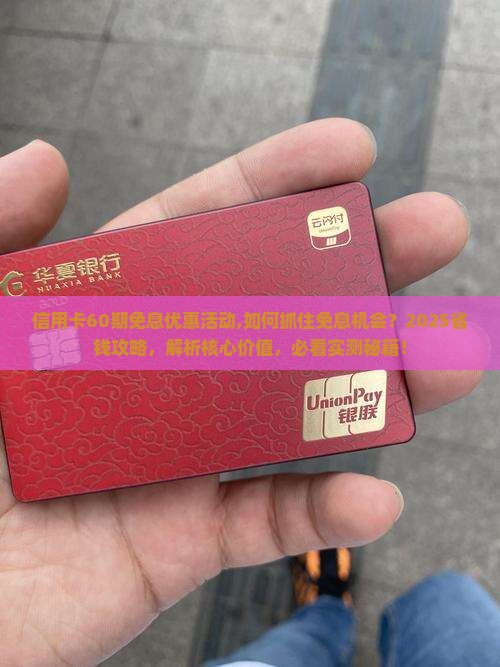 云闪付
UnionPay
华夏银行
HUAXIA BANK
信用卡60期免息优惠活动,如何抓住免息机会？2025省
钱攻略，解析核心价值，必看实测秘籍！
UnionPay
银联